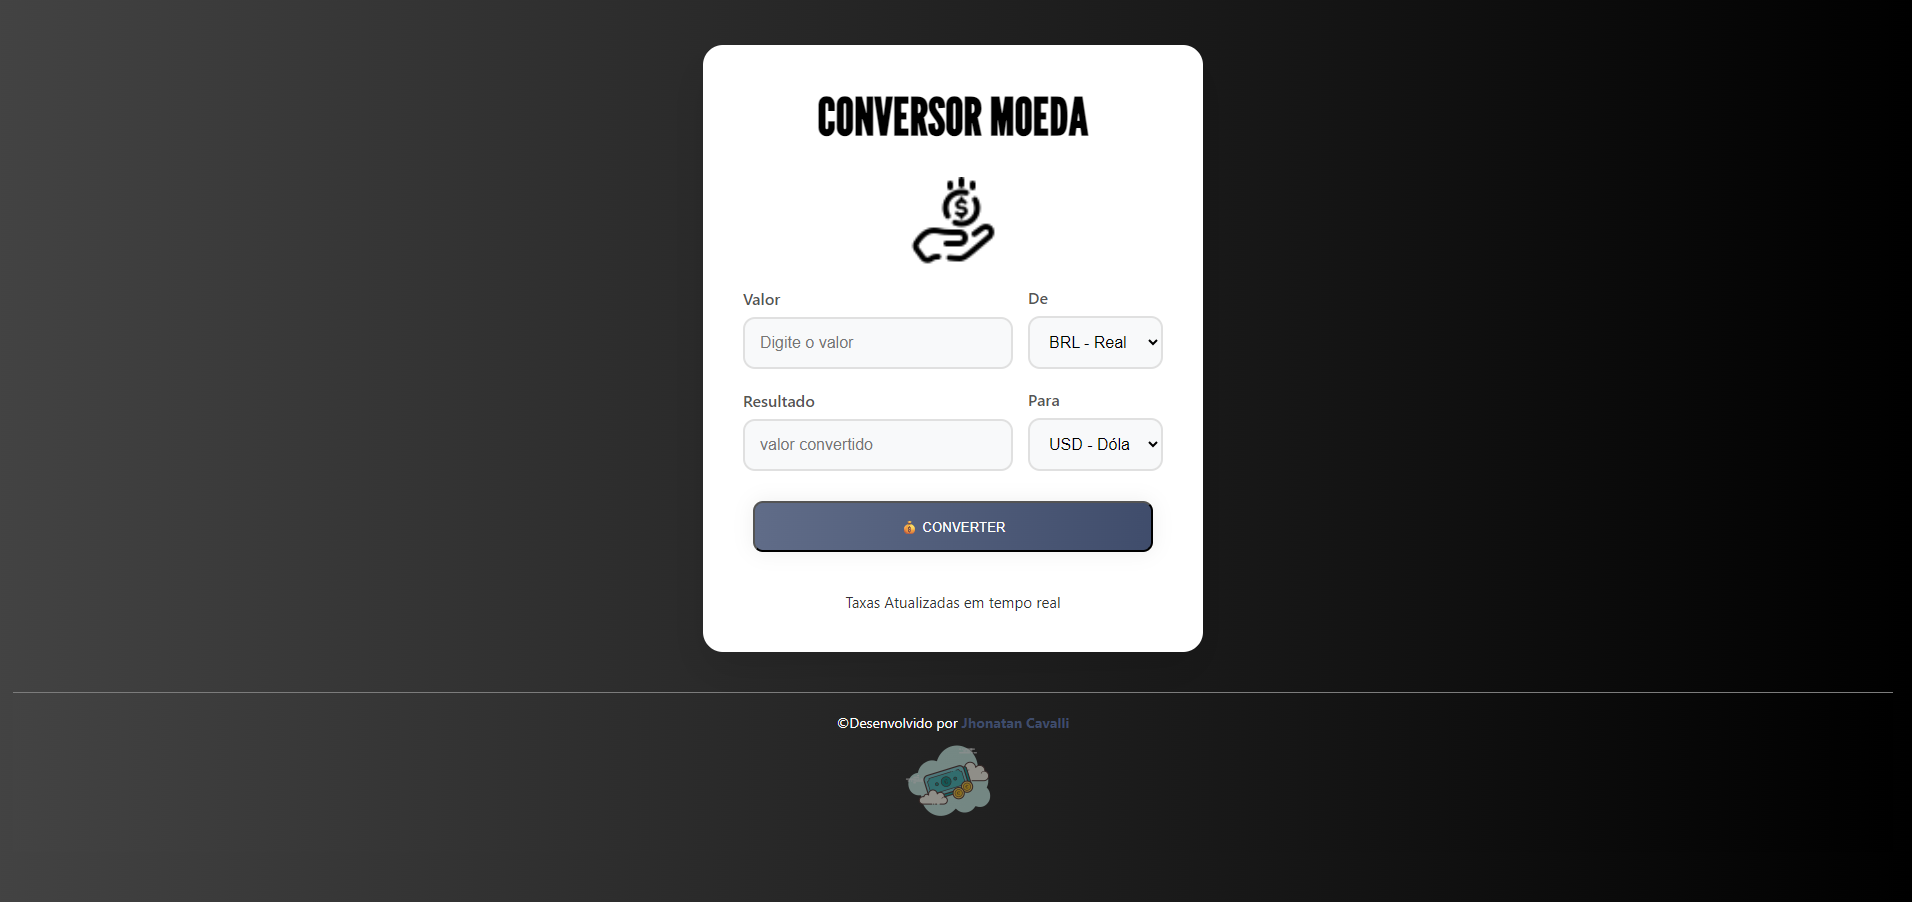 CONVERSOR MOEDA
$
Valor
De
Digite o valor
BRL - Real
Resultado
Para
valor convertido
USD - Dóla
CONVERTER
Taxas Atualizadas em tempo real
©Desenvolvido por Jhonatan Cavalli